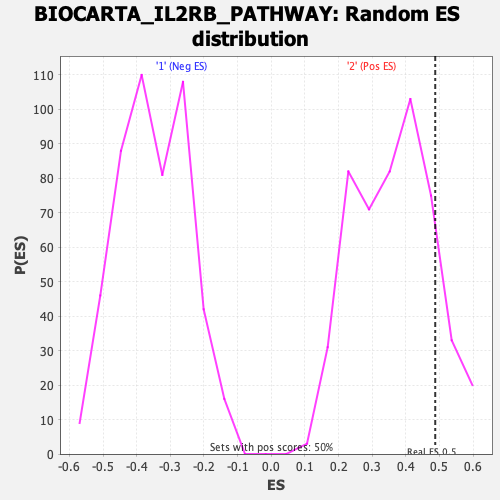 BIOCARTA_IL2RB_PATHWAY: Random ES
distribution
'1' (Neg ES)
'2' (Pos ES)
110
100
90
80
70
60
50
40
30
20
10
0
P(ES)
Sets with pos scores: 50%
Real ES 0.5
-0.6 -0.5 -0.4 -0.3 -0.2 -0.1 0.0 0.1 0.2 0.3 0.4 0.5 0.6
ES